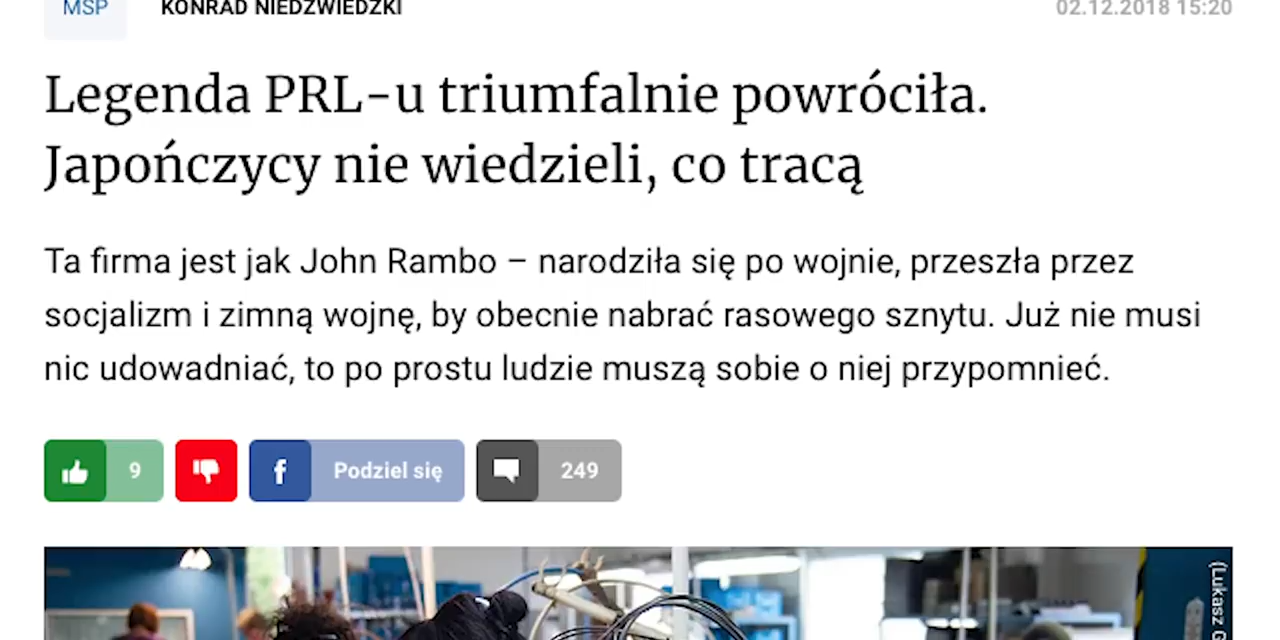 MSP
KONRAD NIEDŹWIEDZKI
02.12.2018 15:20
Legenda PRL-u triumfalnie powróciła.
Japończycy nie wiedzieli, co tracą
Ta firma jest jak John Rambo – narodziła się po wojnie, przeszła przez
socjalizm i zimną wojnę, by obecnie nabrać rasowego sznytu. Już nie musi
nic udowadniać, to po prostu ludzie muszą sobie o niej przypomnieć.
9
Podziel się
249
(Łukasz